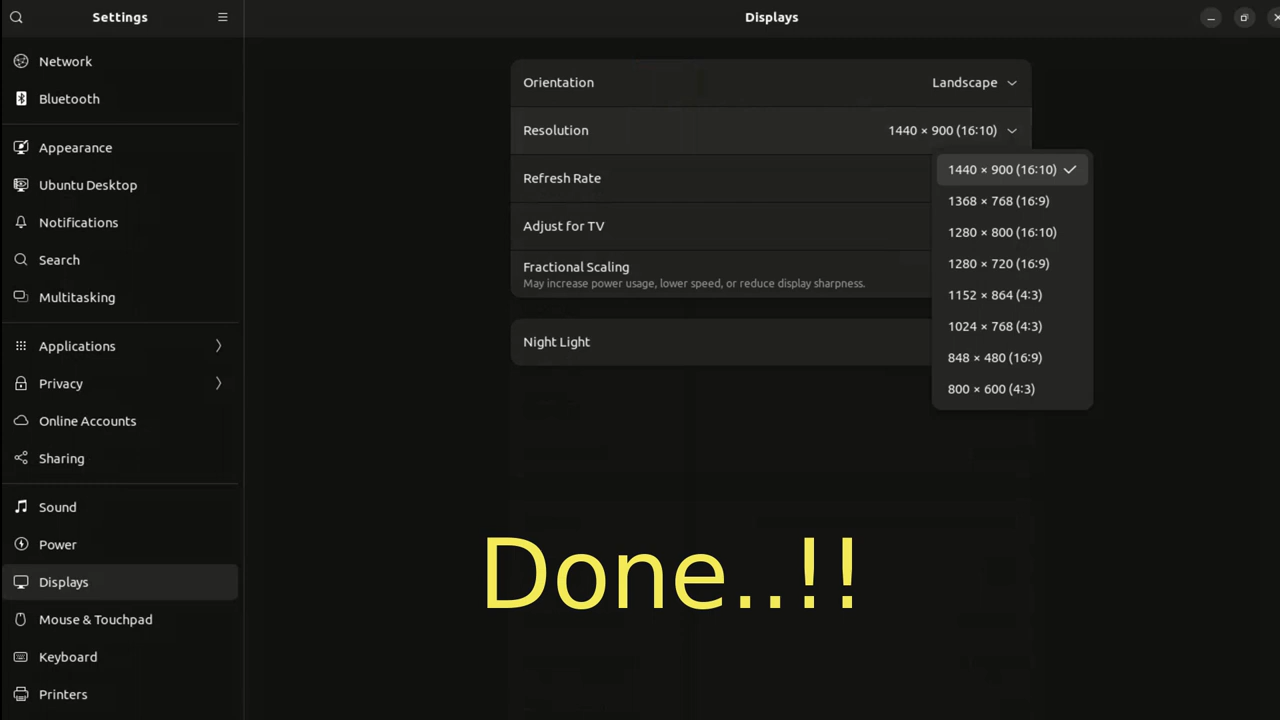 Settings
Displays
Network
Bluetooth
Appearance
Ubuntu Desktop
Notifications
Search
Multitasking
Applications
Privacy
Online Accounts
Sharing
Sound
Power
Displays
Mouse & Touchpad
Keyboard
Printers
Orientation Landscape
Resolution 1440 × 900 (16:10)
Refresh Rate
Adjust for TV
Fractional Scaling
May increase power usage, lower speed, or reduce display sharpness.
Night Light
1440 × 900 (16:10)
1368 × 768 (16:9)
1280 × 800 (16:10)
1280 × 720 (16:9)
1152 × 864 (4:3)
1024 × 768 (4:3)
848 × 480 (16:9)
800 × 600 (4:3)
Done..!!